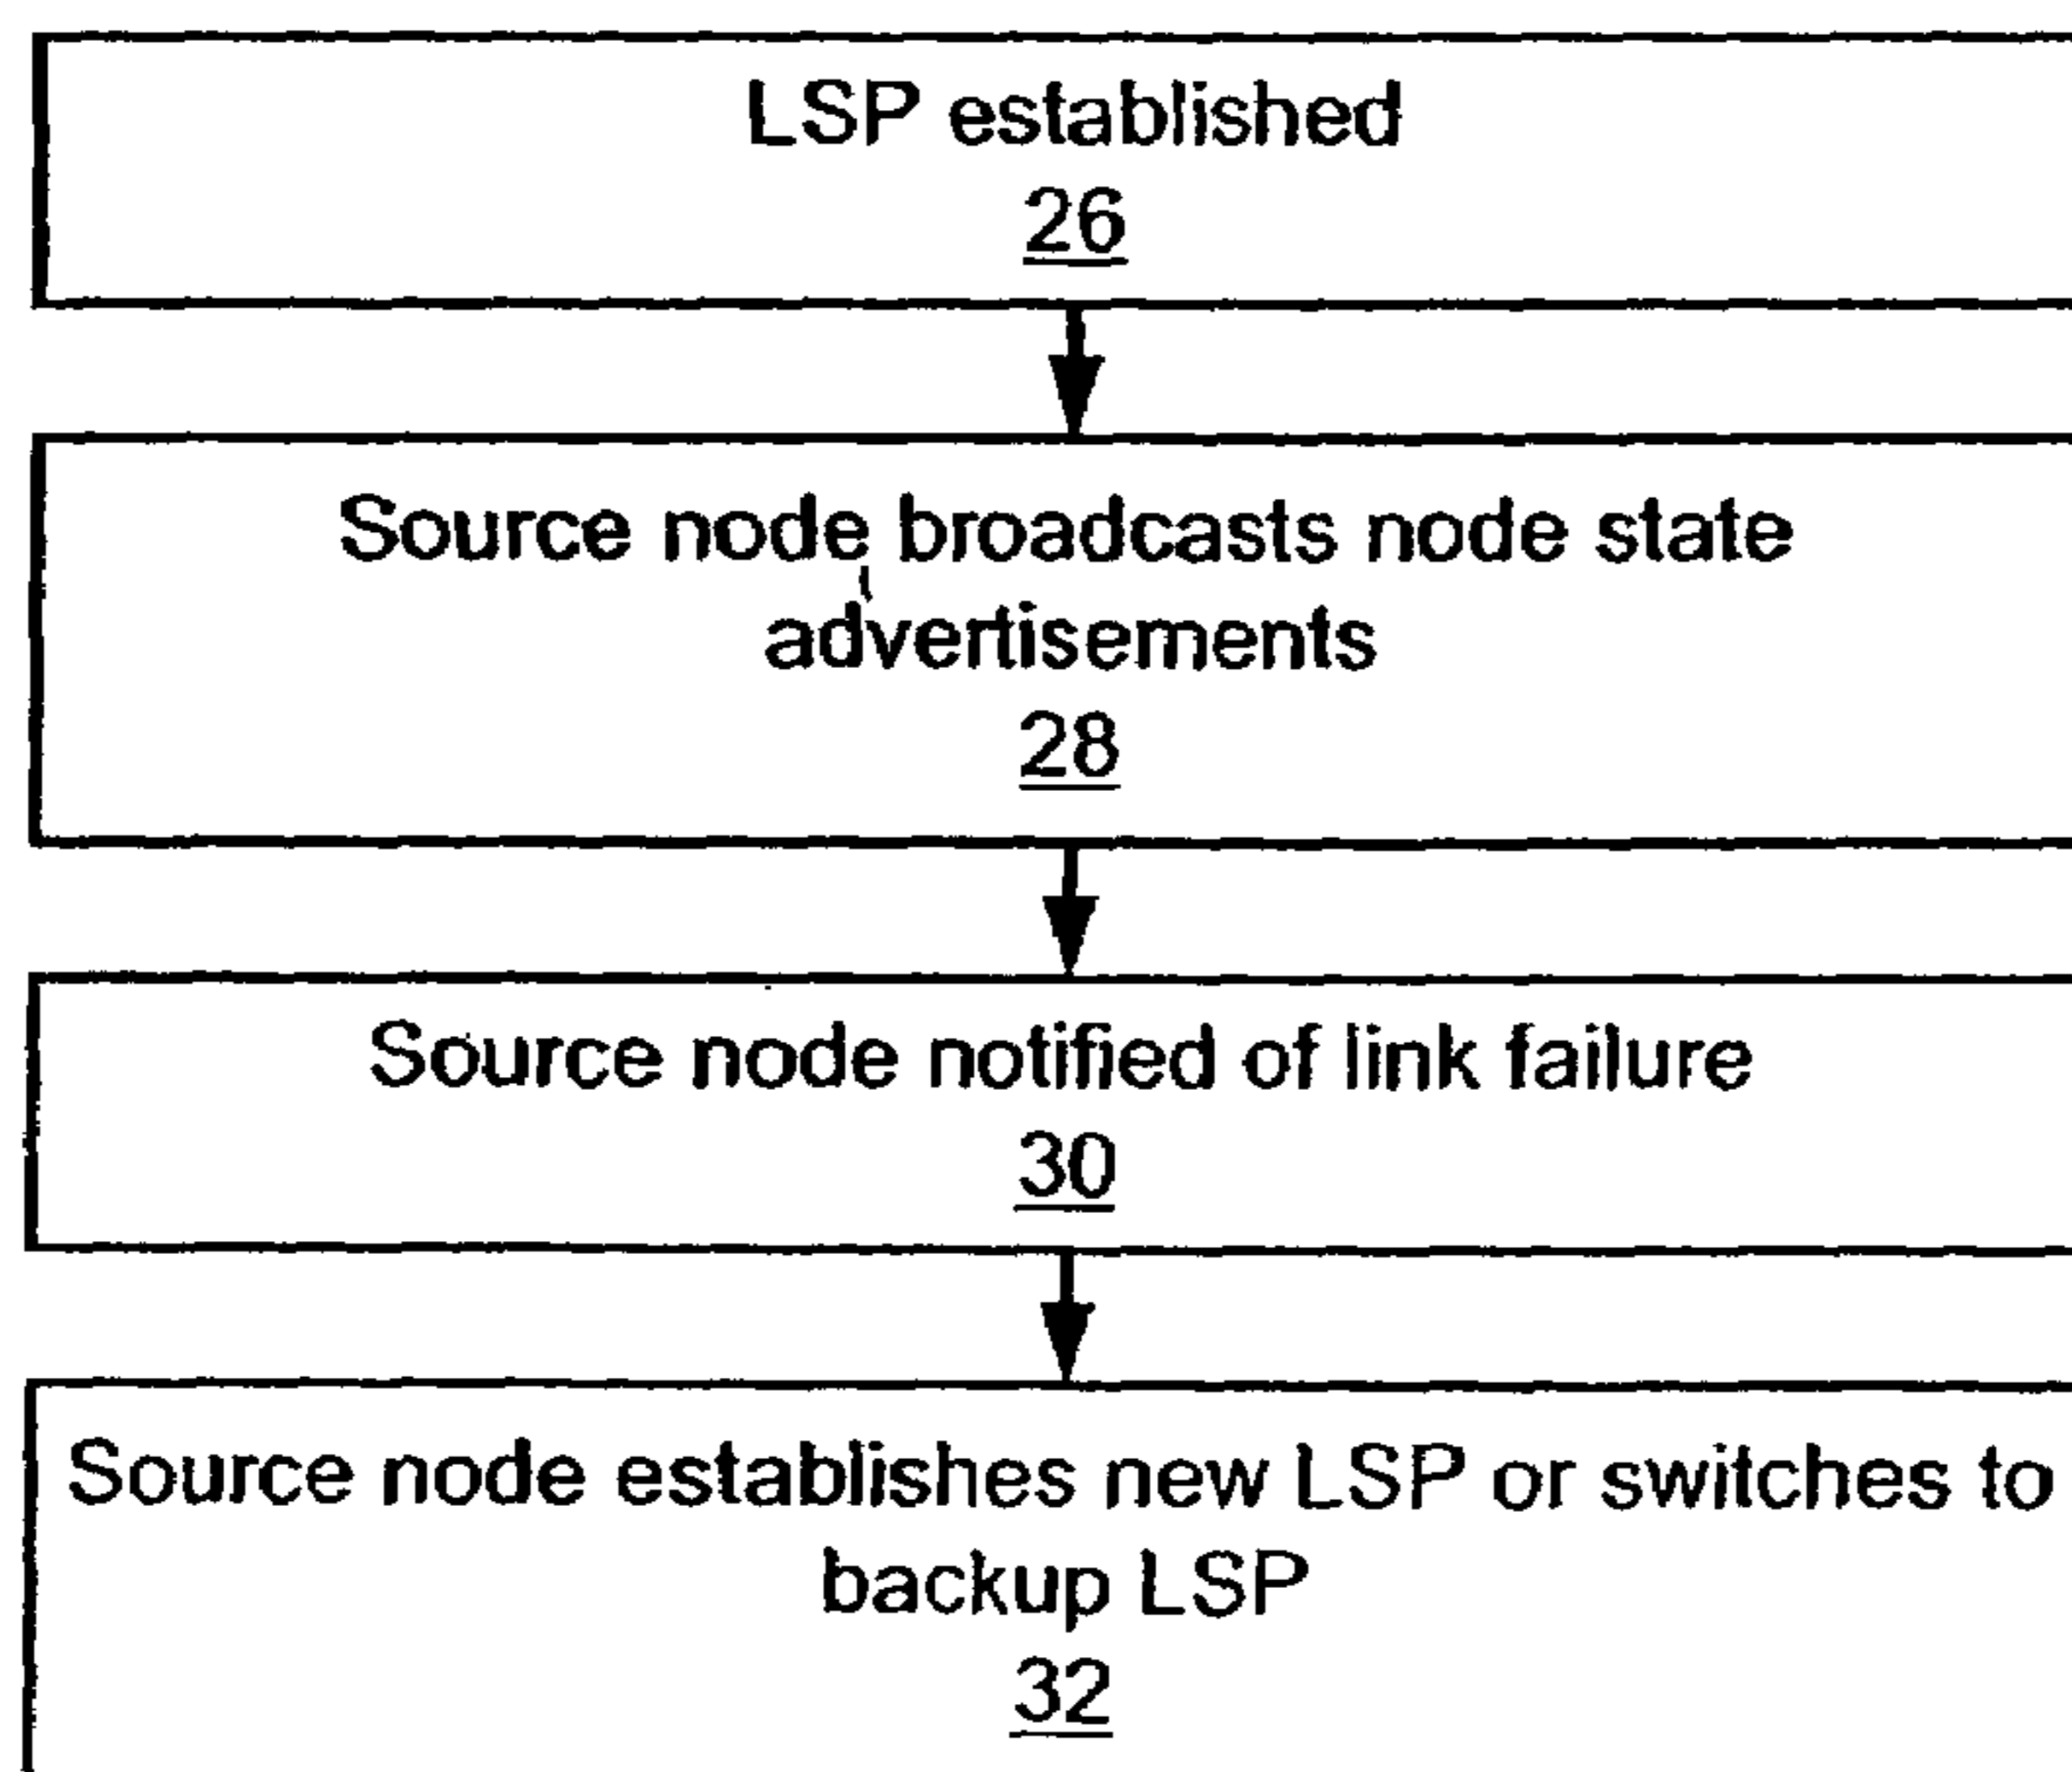 LSP established
26
Source node broadcasts node state
advertisements
28
Source node notified of link failure
30
Source node establishes new LSP or switches to
backup LSP
32